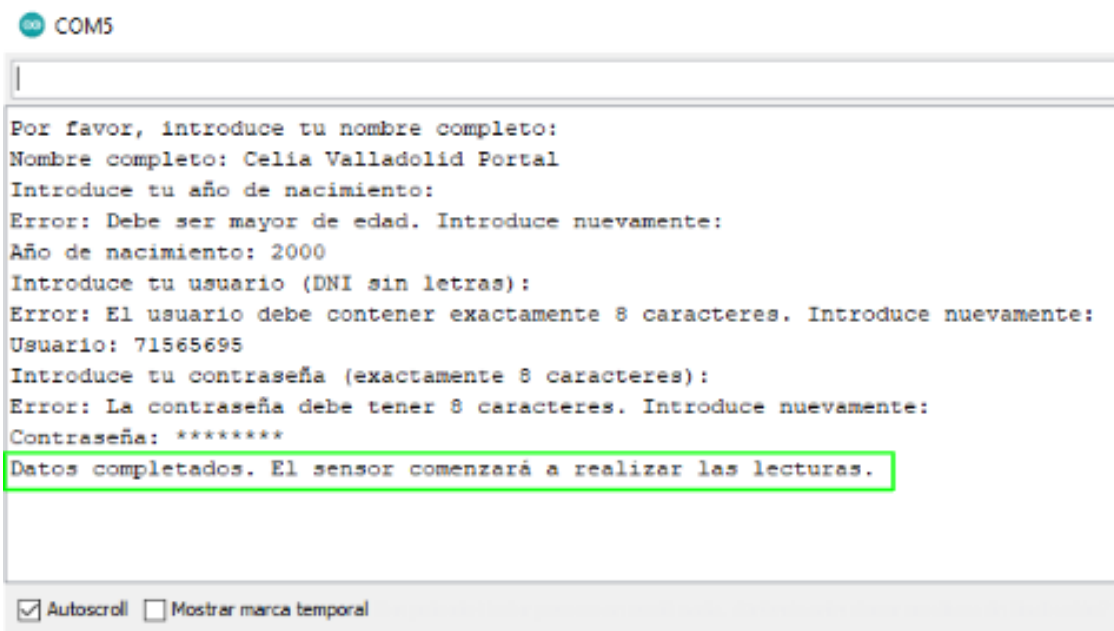 COM5
Por favor, introduce tu nombre completo:
Nombre completo: Celia Valladolid Portal
Introduce tu año de nacimiento:
Error: Debe ser mayor de edad. Introduce nuevamente:
Año de nacimiento: 2000
Introduce tu usuario (DNI sin letras):
Error: El usuario debe contener exactamente 8 caracteres. Introduce nuevamente:
Usuario: 71565695
Introduce tu contraseña (exactamente 8 caracteres):
Error: La contraseña debe tener 8 caracteres. Introduce nuevamente:
Contraseña: ********
Datos completados. El sensor comenzará a realizar las lecturas.
Autoscroll Mostrar marca temporal